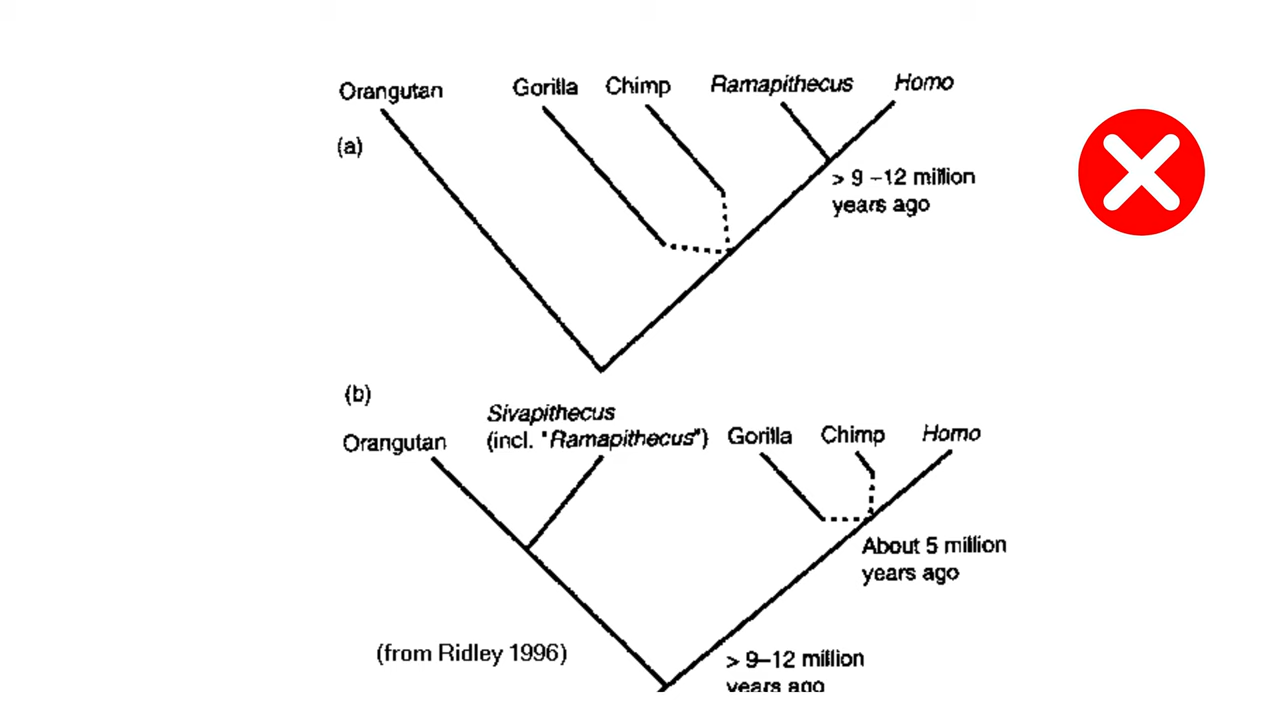 Orangutan
Gorilla
Chimp
Ramapithecus
Homo
(a)
> 9 –12 million
years ago
(b)
Sivapithecus
(incl. "Ramapithecus")
Orangutan
Gorilla
Chimp
Homo
About 5 million
years ago
(from Ridley 1996)
> 9–12 million
years ago